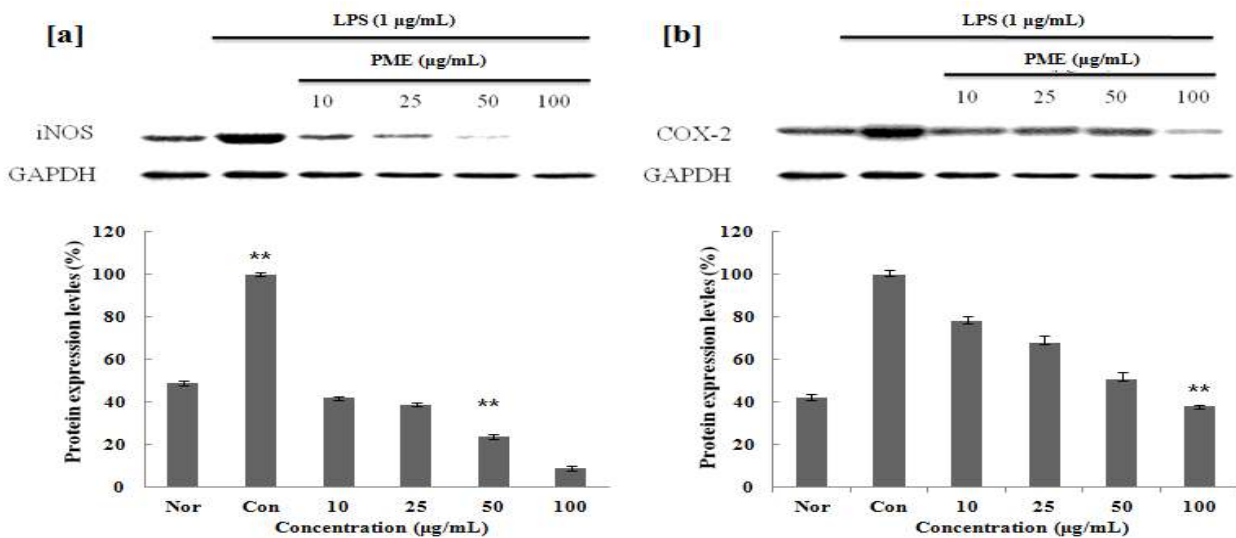 [a]
LPS (1 µg/mL)
PME (µg/mL)
10 25 50 100
iNOS
GAPDH
Protein expression levles (%)
120
100
80
60
40
20
0
**
**
Nor Con 10 25 50 100
Concentration (µg/mL)
[b]
LPS (1 µg/mL)
PME (µg/mL)
10 25 50 100
COX-2
GAPDH
Protein expression levles (%)
120
100
80
60
40
20
0
**
Nor Con 10 25 50 100
Concentration (µg/mL)